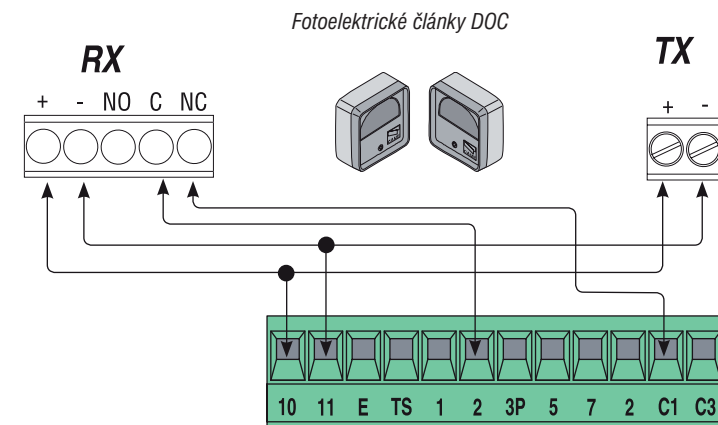 Fotoelektrické články DOC
RX
TX
+ - NO C NC
+ -
10 11 E TS 1 2 3P 5 7 2 C1 C3